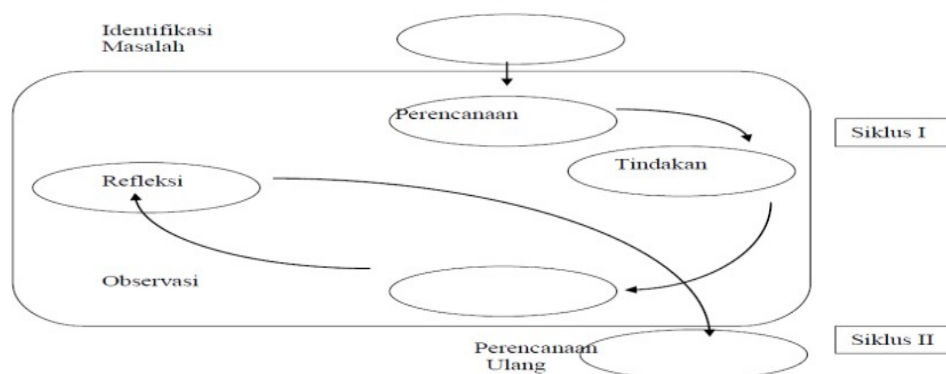 Identifikasi
Masalah
Perencanaan
Siklus I
Tindakan
Refleksi
Observasi
Siklus II
Perencanaan
Ulang